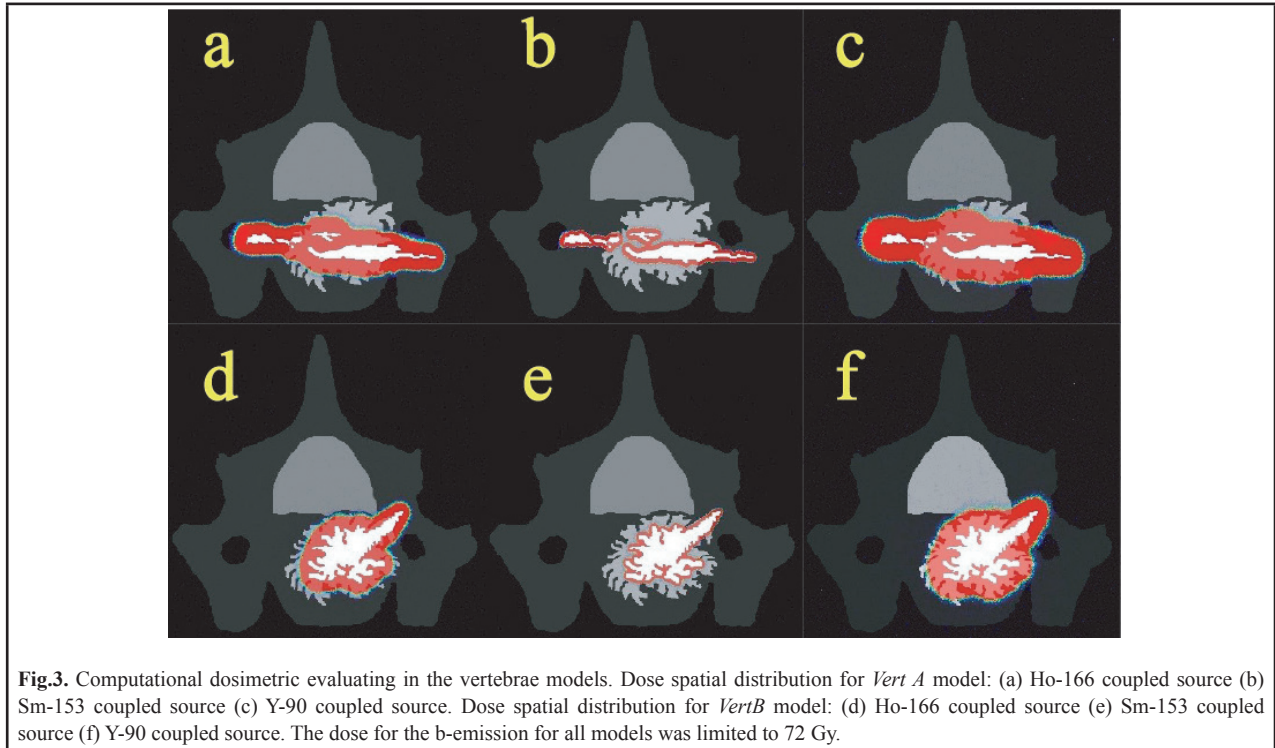 a b c
d e f
Fig.3. Computational dosimetric evaluating in the vertebrae models. Dose spatial distribution for Vert A model: (a) Ho-166 coupled source (b)
Sm-153 coupled source (c) Y-90 coupled source. Dose spatial distribution for VertB model: (d) Ho-166 coupled source (e) Sm-153 coupled
source (f) Y-90 coupled source. The dose for the b-emission for all models was limited to 72 Gy.